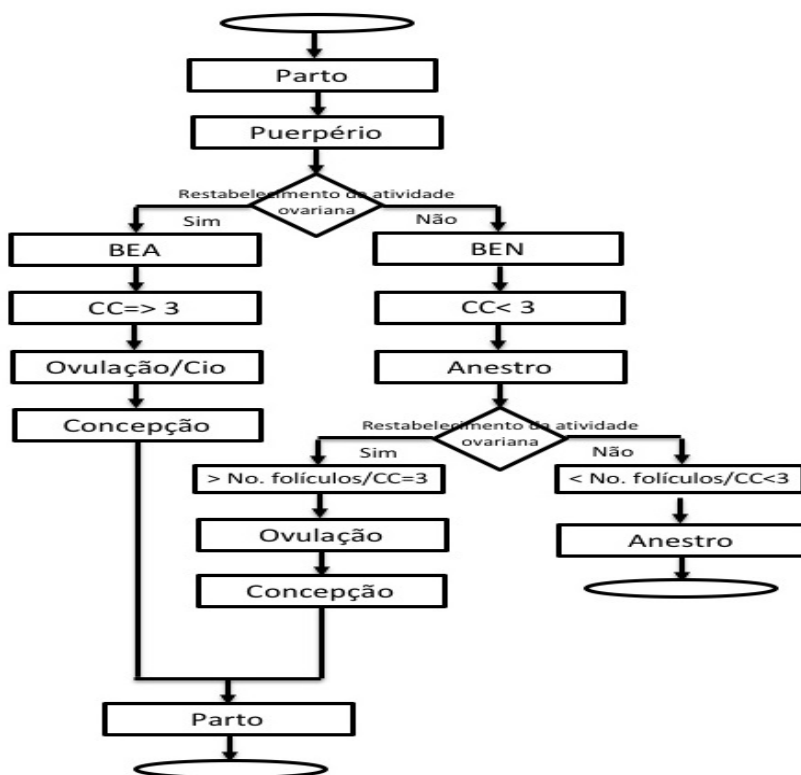 Parto
Puerpério
Restabelecimento da atividade
ovariana
Sim
Não
BEA
BEN
CC=> 3
CC< 3
Ovulação/Cio
Anestro
Concepção
Restabelecimento da atividade
ovariana
Sim
Não
> No. folículos/CC=3
< No. folículos/CC<3
Ovulação
Anestro
Concepção
Parto